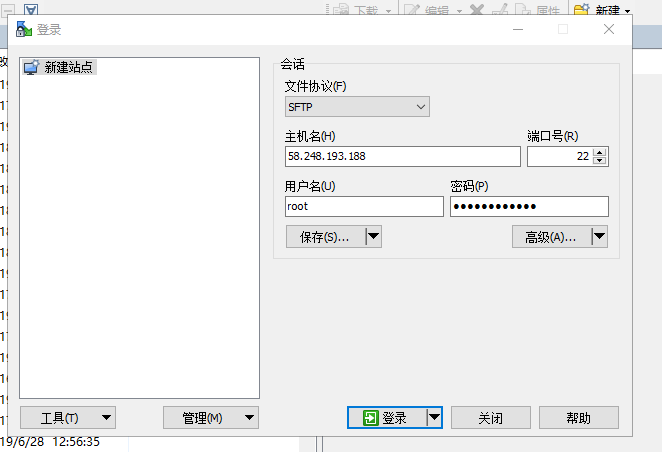 下载 编辑 属性 新建
登录
新建站点
会话
文件协议(F)
SFTP
主机名(H) 端口号(R)
58.248.193.188 22
用户名(U) 密码(P)
root ●●●●●●●●●●●●
保存(S)... 高级(A)...
工具(T) 管理(M) 登录 关闭 帮助
19/6/28 12:56:35